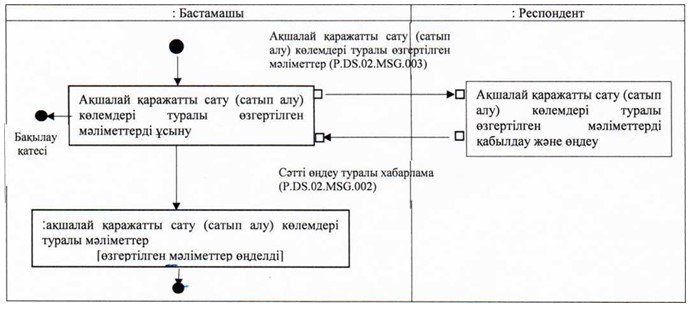 : Бастамашы
: Респондент
Ақшалай қаражатты сату (сатып
алу) көлемдері туралы өзгертілген
мәліметтер (P.DS.02.MSG.003)
Ақшалай қаражатты сату (сатып алу)
көлемдері туралы өзгертілген
мәліметтерді ұсыну
Ақшалай қаражатты сату (сатып
алу) көлемдері туралы
өзгертілген мәліметтерді
қабылдау және өңдеу
Бақылау
қатесі
Сәтті өңдеу туралы хабарлама
(P.DS.02.MSG.002)
:ақшалай қаражатты сату (сатып алу) көлемдері
туралы мәліметтер
[өзгертілген мәліметтер өңделді]